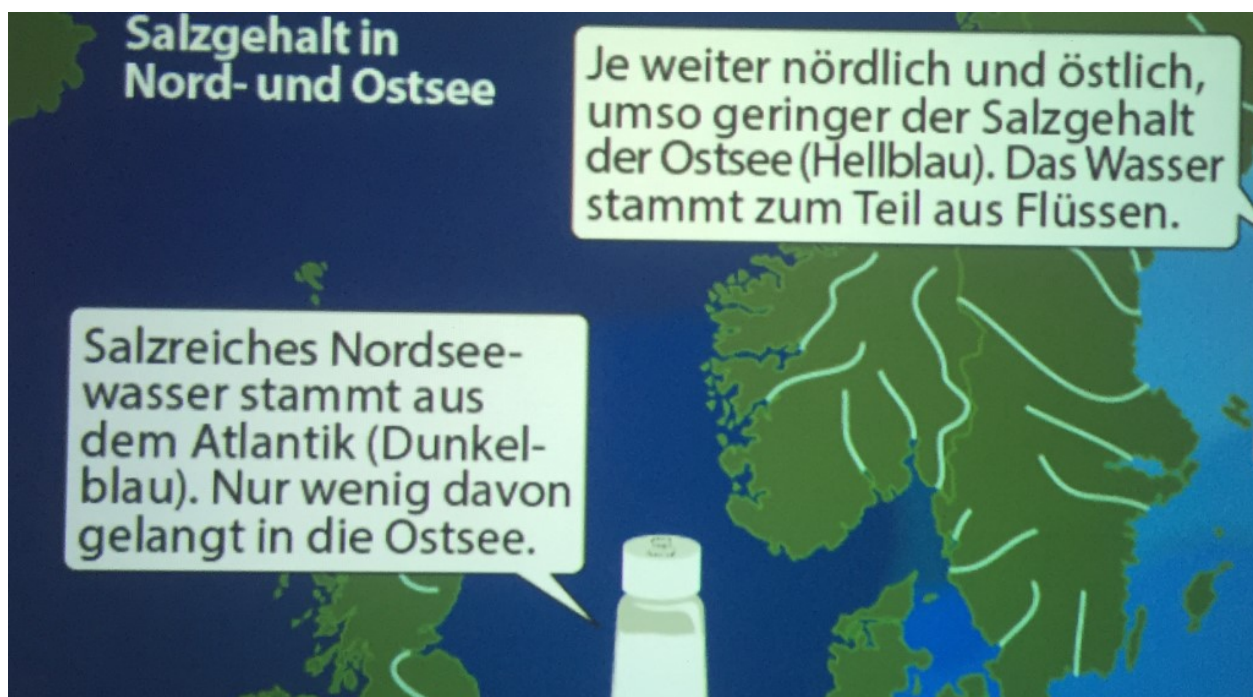 Salzgehalt in
Nord- und Ostsee
Je weiter nördlich und östlich,
umso geringer der Salzgehalt
der Ostsee (Hellblau). Das Wasser
stammt zum Teil aus Flüssen.
Salzreiches Nordsee-
wasser stammt aus
dem Atlantik (Dunkel-
blau). Nur wenig davon
gelangt in die Ostsee.